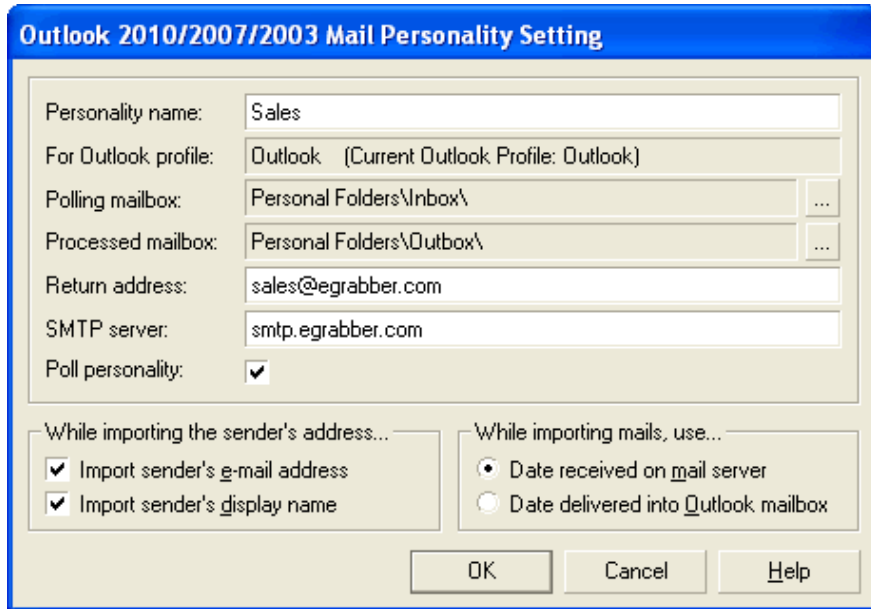 Outlook 2010/2007/2003 Mail Personality Setting
Personality name: Sales
For Outlook profile: Outlook (Current Outlook Profile: Outlook)
Polling mailbox: Personal Folders\Inbox\ ...
Processed mailbox: Personal Folders\Outbox\ ...
Return address: sales@egrabber.com
SMTP server: smtp.egrabber.com
Poll personality:
While importing the sender's address...
Import sender's e-mail address
Import sender's display name
While importing mails, use...
Date received on mail server
Date delivered into Outlook mailbox
OK Cancel Help